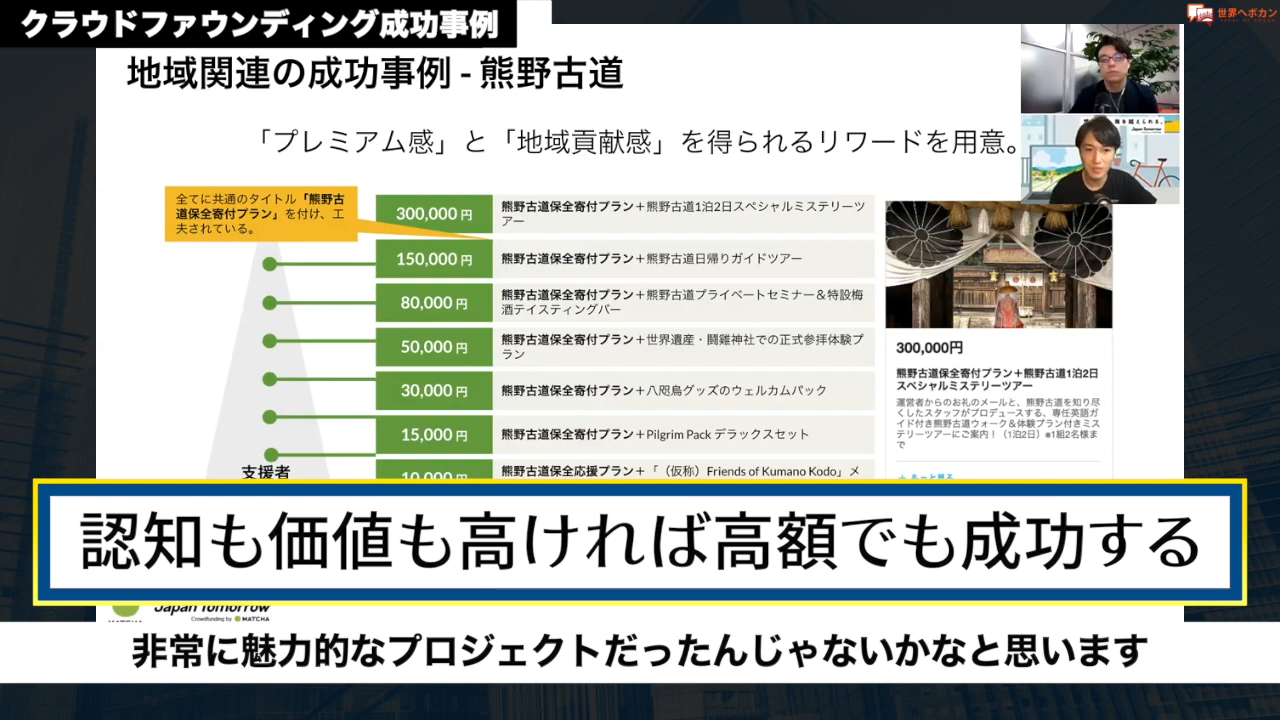 クラウドファウンディング成功事例
世界へボカン
地域関連の成功事例 - 熊野古道
「プレミアム感」と「地域貢献感」を得られるリワードを用意。
Japan Tomorrow
全てに共通のタイトル「熊野古
道保全寄付プラン」を付け、工
夫されている。
300,000 円
熊野古道保全寄付プラン＋熊野古道1泊2日スペシャルミステリーツ
アー
150,000 円
熊野古道保全寄付プラン＋熊野古道日帰りガイドツアー
80,000 円
熊野古道保全寄付プラン＋熊野古道プライベートセミナー＆特設梅
酒テイスティングバー
50,000 円
熊野古道保全寄付プラン＋世界遺産・闘雞神社での正式参拝体験プ
ラン
30,000 円
熊野古道保全寄付プラン＋八咫烏グッズのウェルカムパック
15,000 円
熊野古道保全寄付プラン＋Pilgrim Pack デラックスセット
10,000 円
熊野古道保全応援プラン＋「（仮称）Friends of Kumano Kodo」メ
支援者
300,000円
熊野古道保全寄付プラン＋熊野古道1泊2日
スペシャルミステリーツアー
運営者からのお礼のメールと、熊野古道を知り尽
くしたスタッフがプロデュースする、専任英語ガ
イド付き熊野古道ウォーク＆体験プラン付きミス
テリーツアーにご案内！（1泊2日）※1組2名様ま
で
＋ もっと見る
認知も価値も高ければ高額でも成功する
MATCHA
Japan Tomorrow
Crowdfunding by MATCHA
非常に魅力的なプロジェクトだったんじゃないかなと思います